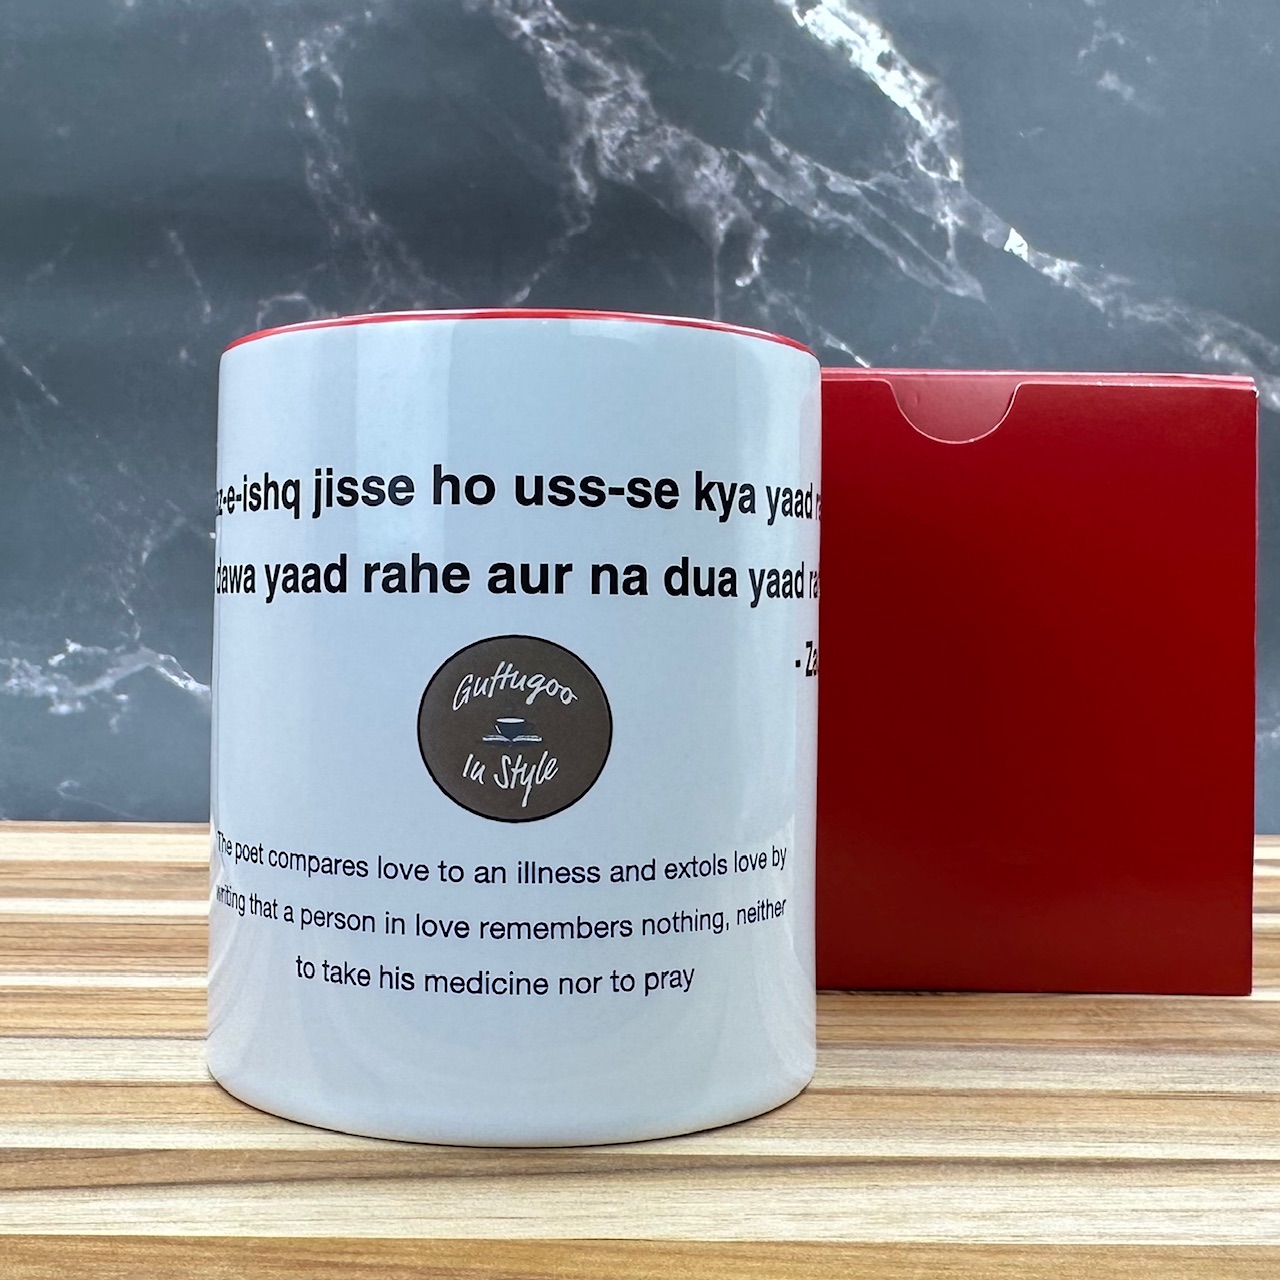 z-e-ishq jisse ho uss-se kya yaad
dawa yaad rahe aur na dua yaad
- Za
Guftugoo
In Style
The poet compares love to an illness and extols love by
writing that a person in love remembers nothing, neither
to take his medicine nor to pray